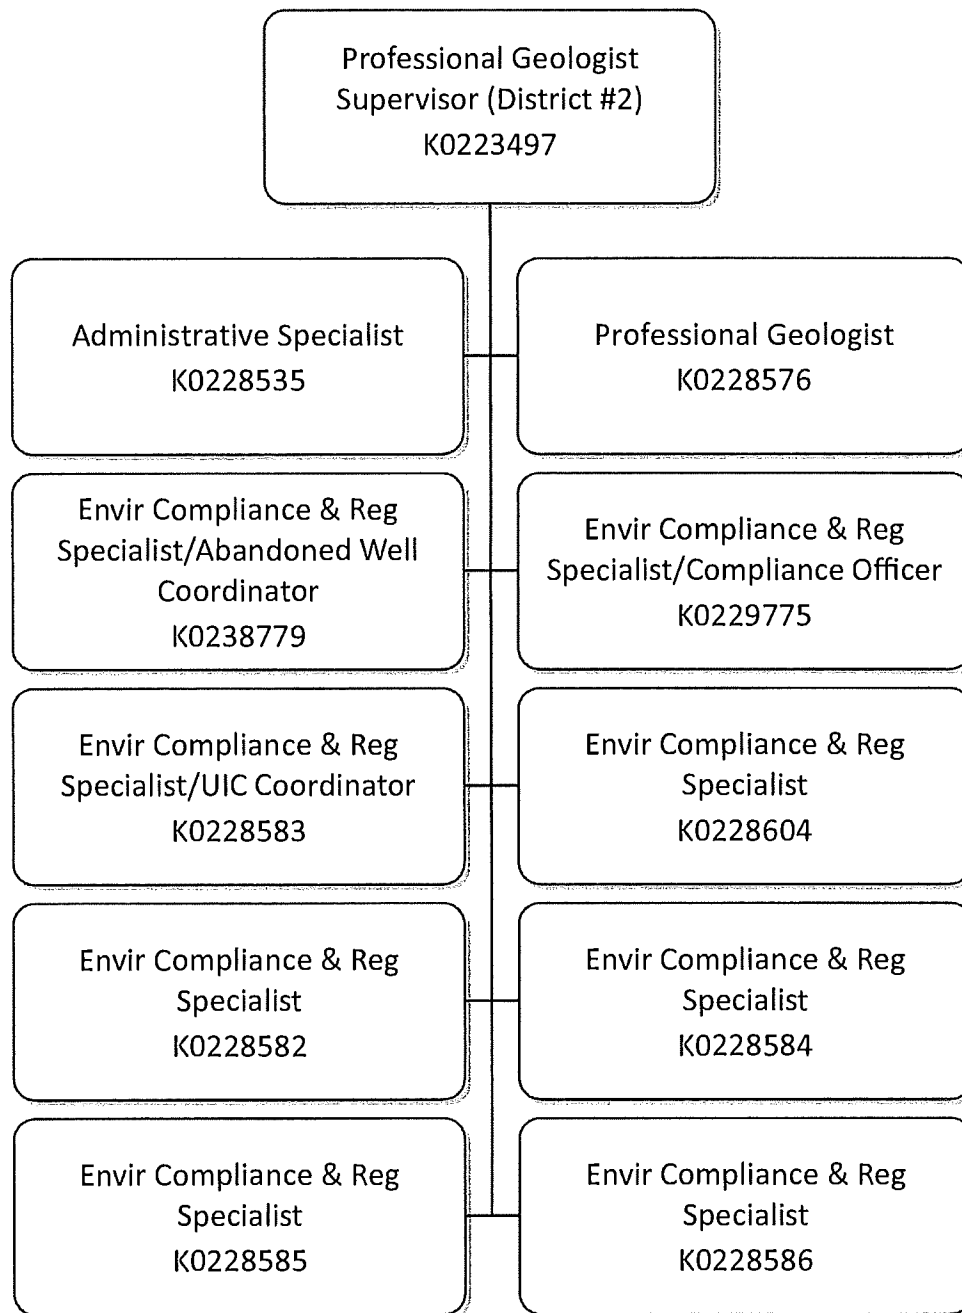 Professional Geologist
Supervisor (District #2)
K0223497
Administrative Specialist
K0228535
Professional Geologist
K0228576
Envir Compliance & Reg
Specialist/Abandoned Well
Coordinator
K0238779
Envir Compliance & Reg
Specialist/Compliance Officer
K0229775
Envir Compliance & Reg
Specialist/UIC Coordinator
K0228583
Envir Compliance & Reg
Specialist
K0228604
Envir Compliance & Reg
Specialist
K0228582
Envir Compliance & Reg
Specialist
K0228584
Envir Compliance & Reg
Specialist
K0228585
Envir Compliance & Reg
Specialist
K0228586